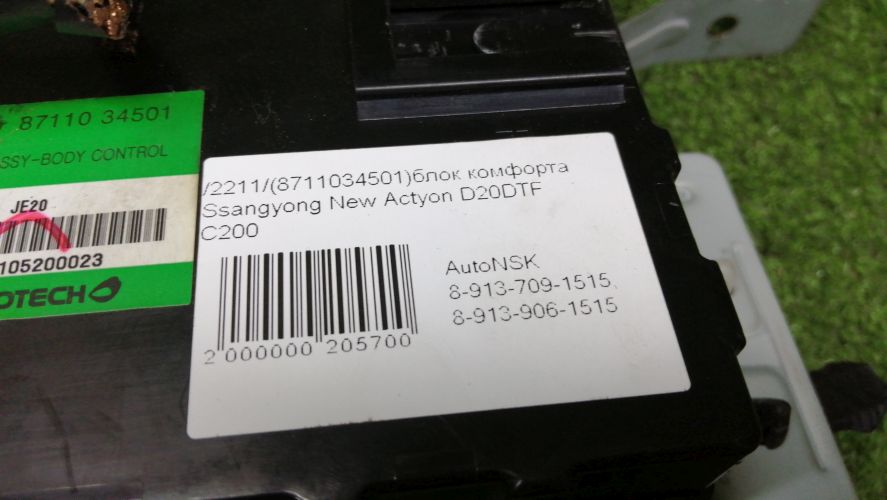 87110 34501
SSY-BODY CONTROL
JE20
105200023
OTECH
/2211/(8711034501)блок комфорта
Ssangyong New Actyon D20DTF
C200
AutoNSK
8-913-709-1515,
8-913-906-1515
2 000000 205700